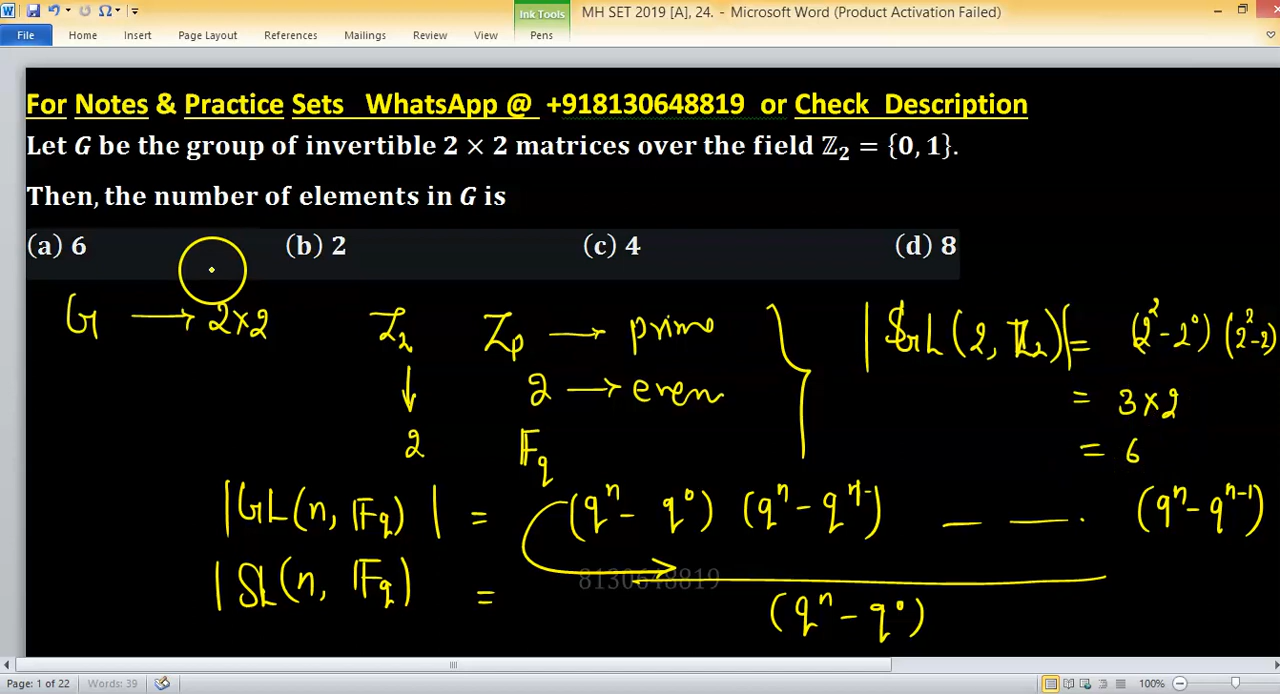 Ink Tools
MH SET 2019 [A], 24. - Microsoft Word (Product Activation Failed)
File Home Insert Page Layout References Mailings Review View Pens
For Notes & Practice Sets WhatsApp @ +918130648819 or Check Description
Let G be the group of invertible 2 × 2 matrices over the field ℤ₂ = {0, 1}.
Then, the number of elements in G is
(a) 6 (b) 2 (c) 4 (d) 8
G → 2×2 Z₂ Zp → prime |GL(2, Z₂)| = (2² - 2⁰) (2² - 2)
↓ 2 → even = 3×2
2 Fq = 6
|GL(n, Fq)| = (qⁿ - q⁰) (qⁿ - qⁿ⁻) — — . (qⁿ - qⁿ⁻¹)
8130648819
|SL(n, Fq) =
(qⁿ - q⁰)
Page: 1 of 22 Words: 39 100%